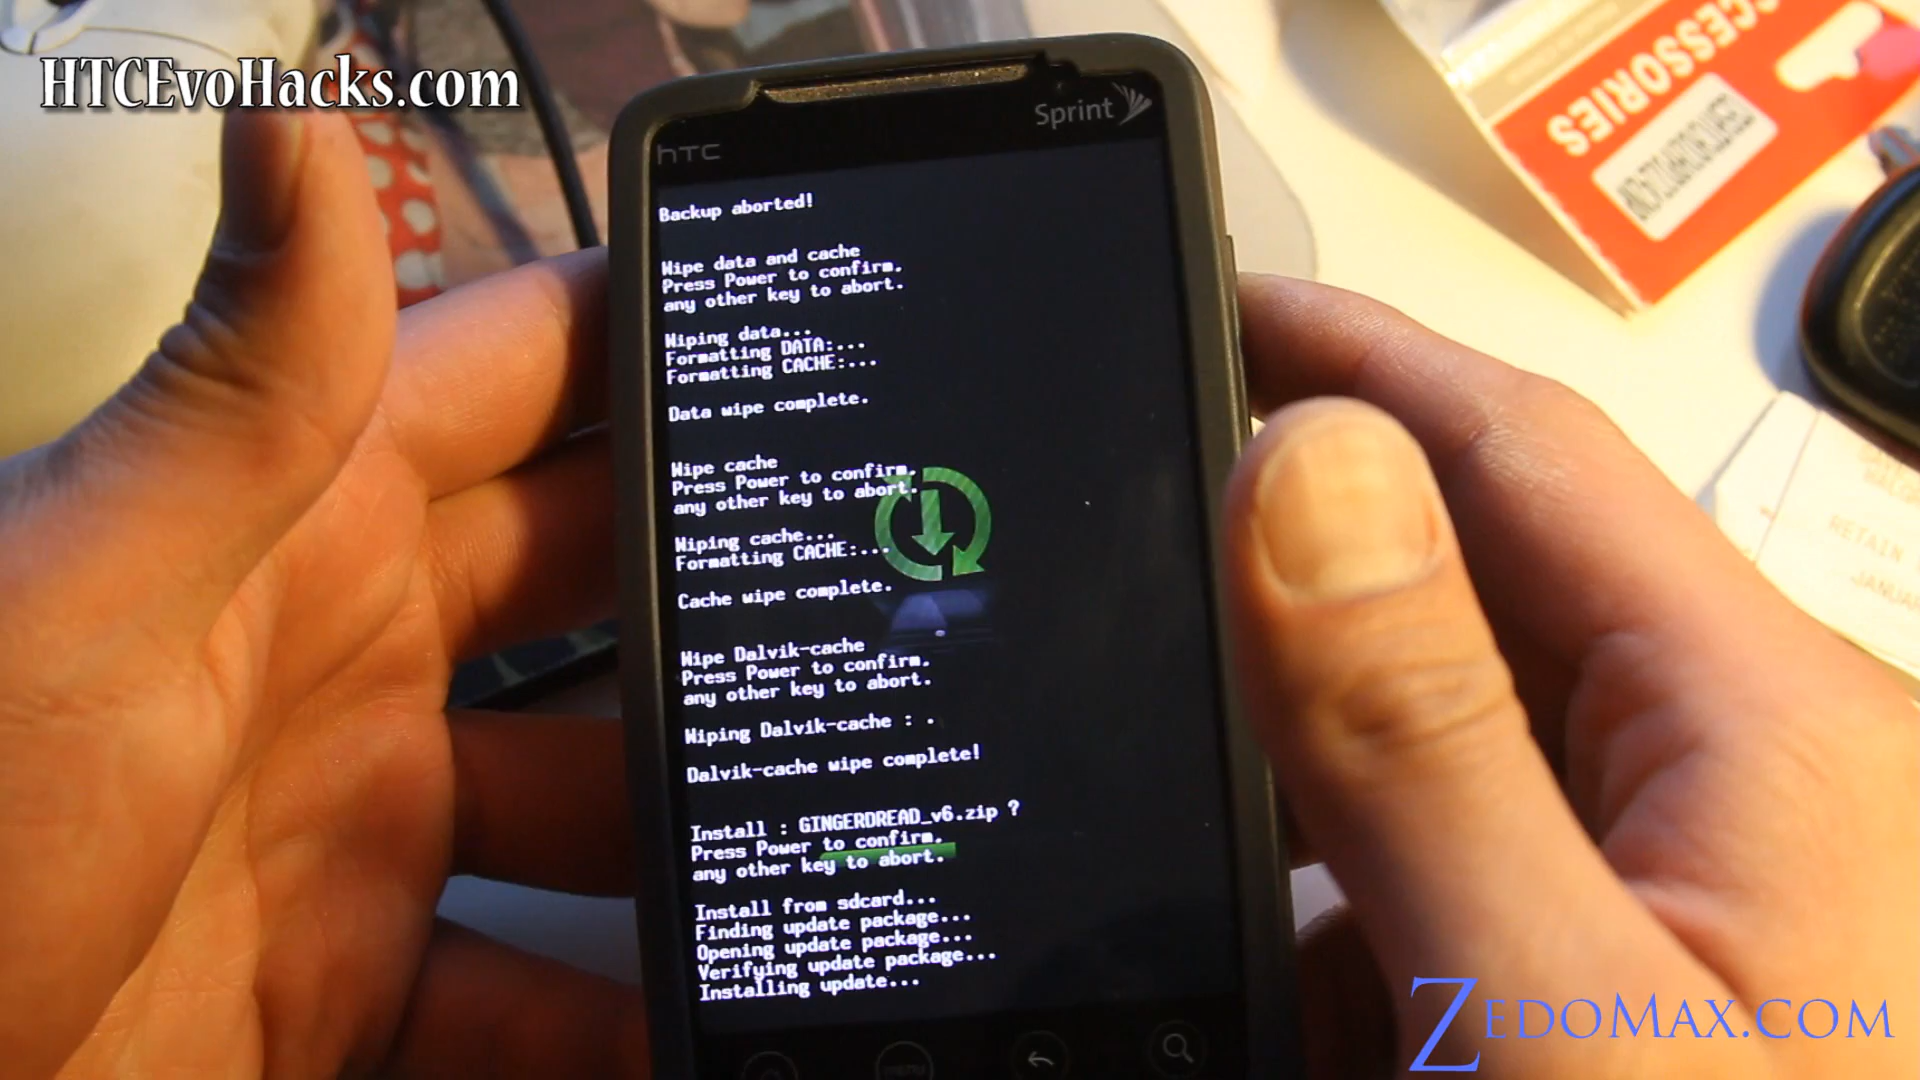 HTCEvoHacks.com
Sprint
hTC
Backup aborted!
Wipe data and cache
Press Power to confirm.
any other key to abort.
Wiping data...
Formatting DATA:...
Formatting CACHE:...
Data wipe complete.
Wipe cache
Press Power to confirm.
any other key to abort.
Wiping cache...
Formatting CACHE:...
Cache wipe complete.
Wipe Dalvik-cache
Press Power to confirm.
any other key to abort.
Wiping Dalvik-cache : .
Dalvik-cache wipe complete!
Install : GINGERDREAD_v6.zip ?
Press Power to confirm.
any other key to abort.
Install from sdcard...
Finding update package...
Opening update package...
Verifying update package...
Installing update...
menu
CCESSORIES
RETAIN
JANUAR
ZEDOMAX.COM